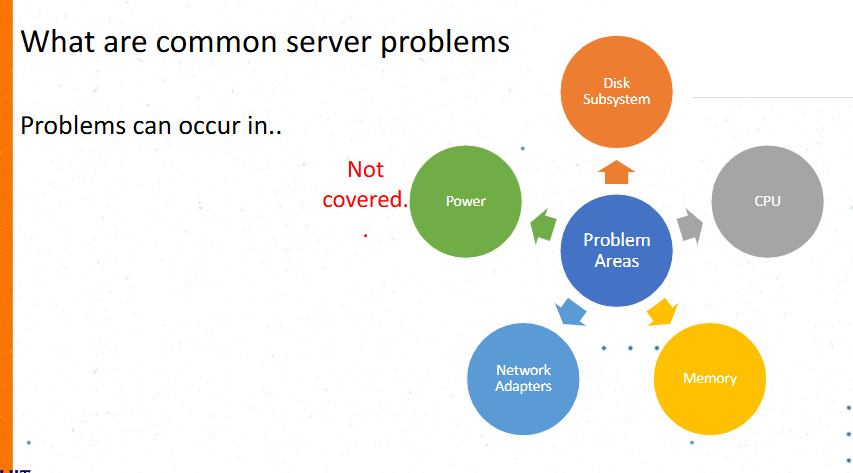 What are common server problems
Problems can occur in..
Disk
Subsystem
Not
covered.
.
Power
CPU
Problem
Areas
Network
Adapters
Memory